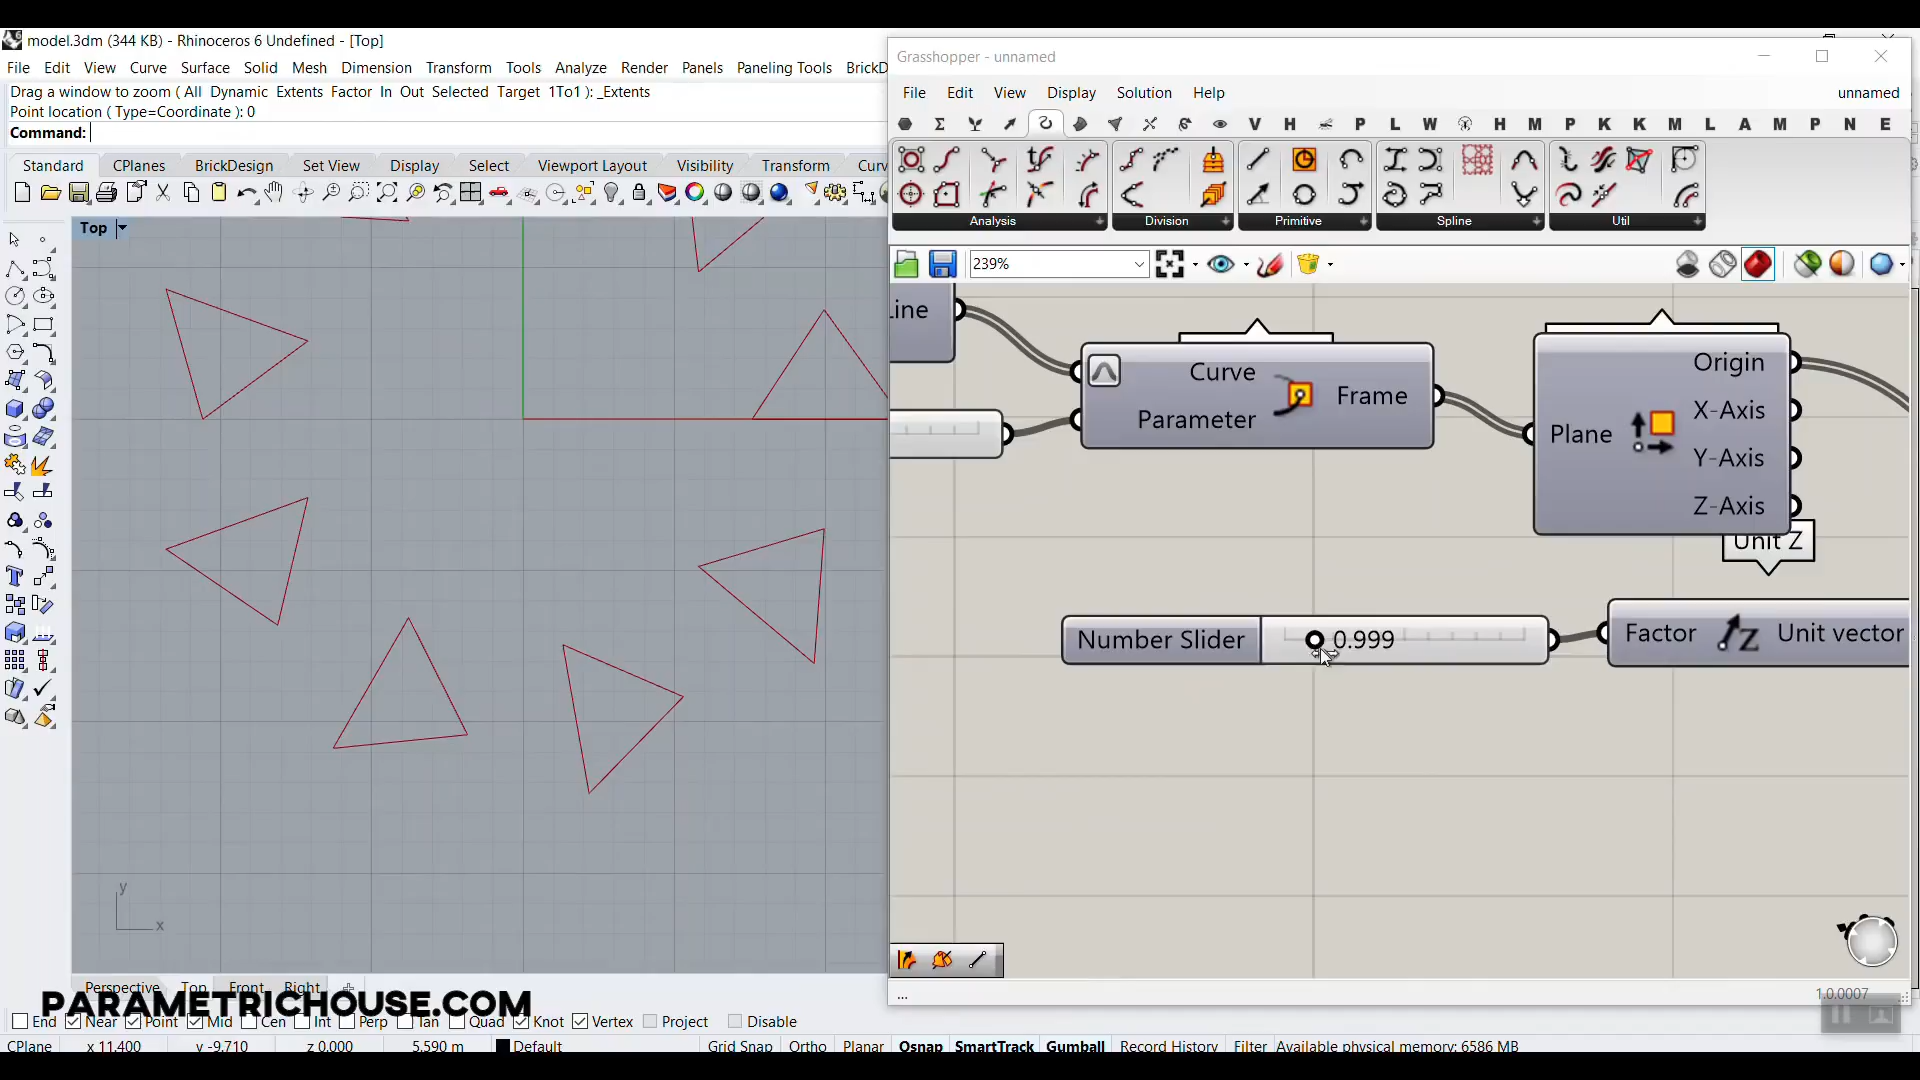 model.3dm (344 KB) - Rhinoceros 6 Undefined - [Top]
File Edit View Curve Surface Solid Mesh Dimension Transform Tools Analyze Render Panels Paneling Tools BrickD
Drag a window to zoom ( All Dynamic Extents Factor In Out Selected Target 1To1 ): _Extents
Point location ( Type=Coordinate ): 0
Command:
Standard CPlanes BrickDesign Set View Display Select Viewport Layout Visibility Transform Curv
Top
Grasshopper - unnamed
File Edit View Display Solution Help unnamed
V H P L W H M P K K M L A M P N E
Analysis Division Primitive Spline Util
239%
Line
Curve
Parameter
Frame
Plane
Origin
X-Axis
Y-Axis
Z-Axis
Unit Z
Number Slider 0.999
Factor Z Unit vector
y
x
...
1.0.0007
Perspective Top Front Right
PARAMETRICHOUSE.COM
End Near Point Mid Cen Int Perp Tan Quad Knot Vertex Project Disable
CPlane x 11.400 y -9.710 z 0.000 5.590 m Default Grid Snap Ortho Planar Osnap SmartTrack Gumball Record History Filter Available physical memory: 6586 MB